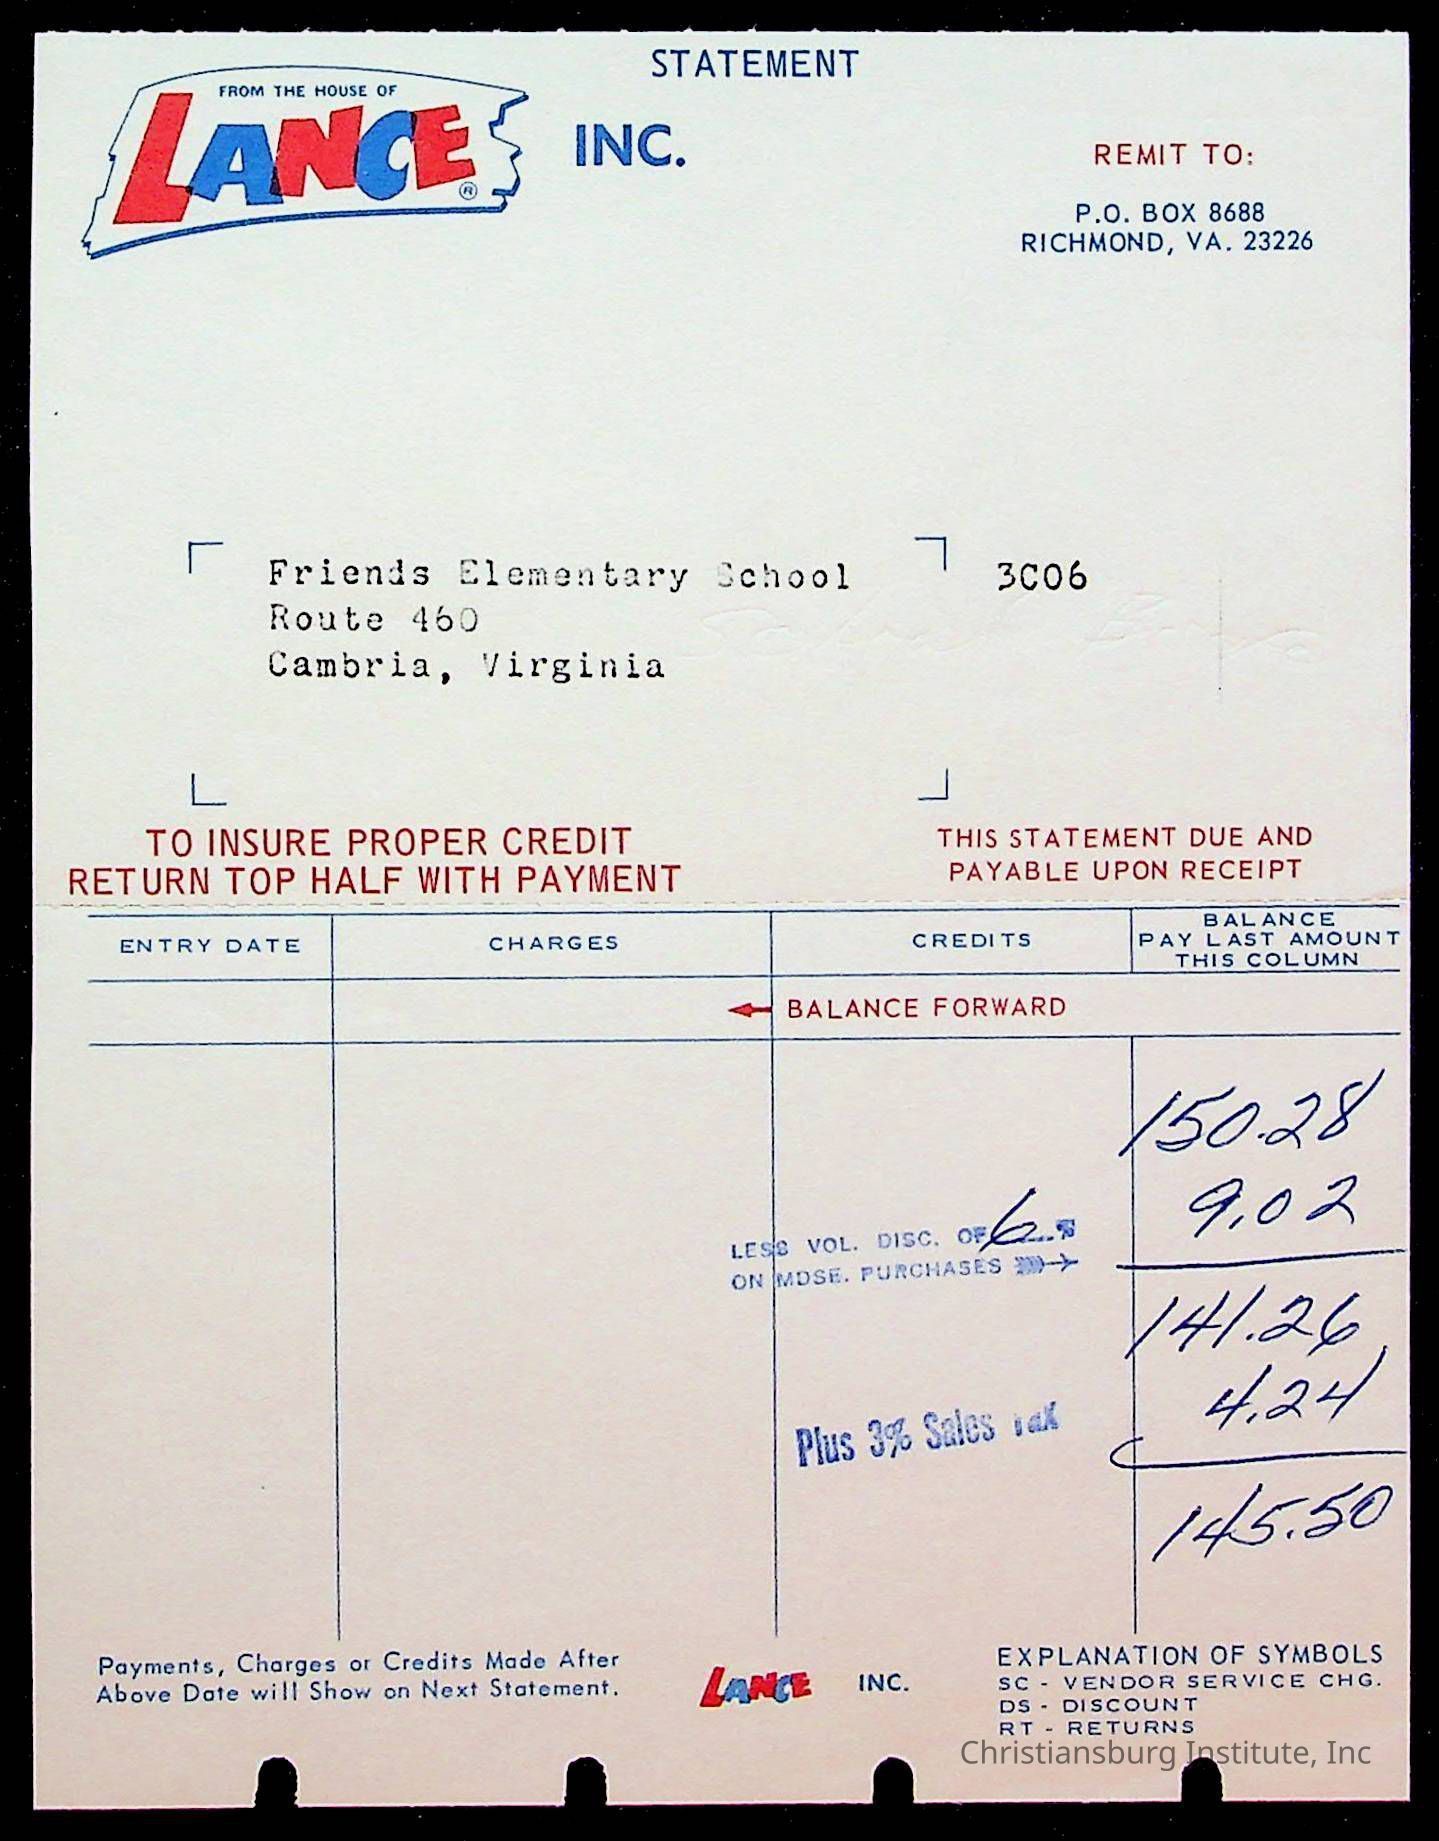 STATEMENT
FROM THE HOUSE OF
LANCE ® INC.
REMIT TO:
P.O. BOX 8688
RICHMOND, VA. 23226
Friends Elementary School
3C06
Route 460
Cambria, Virginia
TO INSURE PROPER CREDIT
RETURN TOP HALF WITH PAYMENT
THIS STATEMENT DUE AND
PAYABLE UPON RECEIPT
ENTRY DATE
CHARGES
CREDITS
BALANCE
PAY LAST AMOUNT
THIS COLUMN
BALANCE FORWARD
150.28
LESS VOL. DISC. OF 6 %
ON MDSE. PURCHASES
9.02
141.26
Plus 3% Sales Tax
4.24
145.50
Payments, Charges or Credits Made After
Above Date will Show on Next Statement.
LANCE INC.
EXPLANATION OF SYMBOLS
SC - VENDOR SERVICE CHG.
DS - DISCOUNT
RT - RETURNS
Christiansburg Institute, Inc